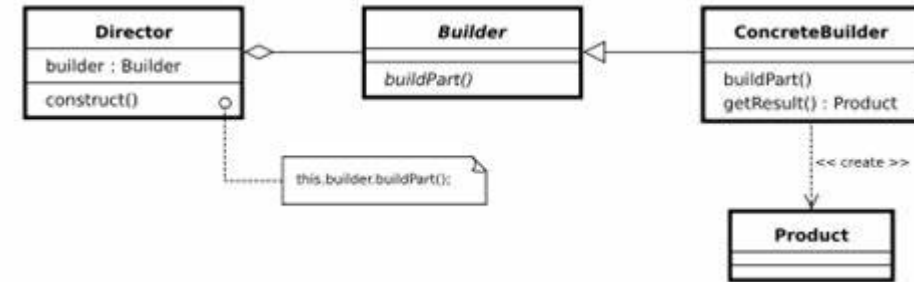 Director
builder : Builder
construct()
Builder
buildPart()
ConcreteBuilder
buildPart()
getResult() : Product
this.builder.buildPart();
<< create >>
Product